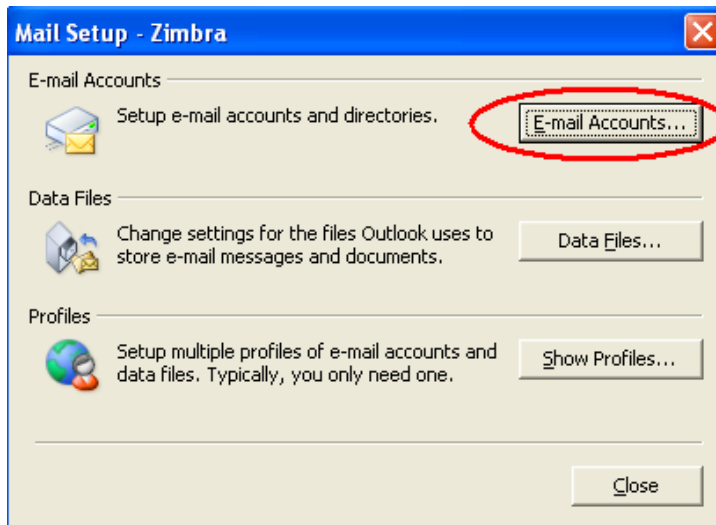 Mail Setup - Zimbra
E-mail Accounts
Setup e-mail accounts and directories.
E-mail Accounts...
Data Files
Change settings for the files Outlook uses to
store e-mail messages and documents.
Data Files...
Profiles
Setup multiple profiles of e-mail accounts and
data files. Typically, you only need one.
Show Profiles...
Close